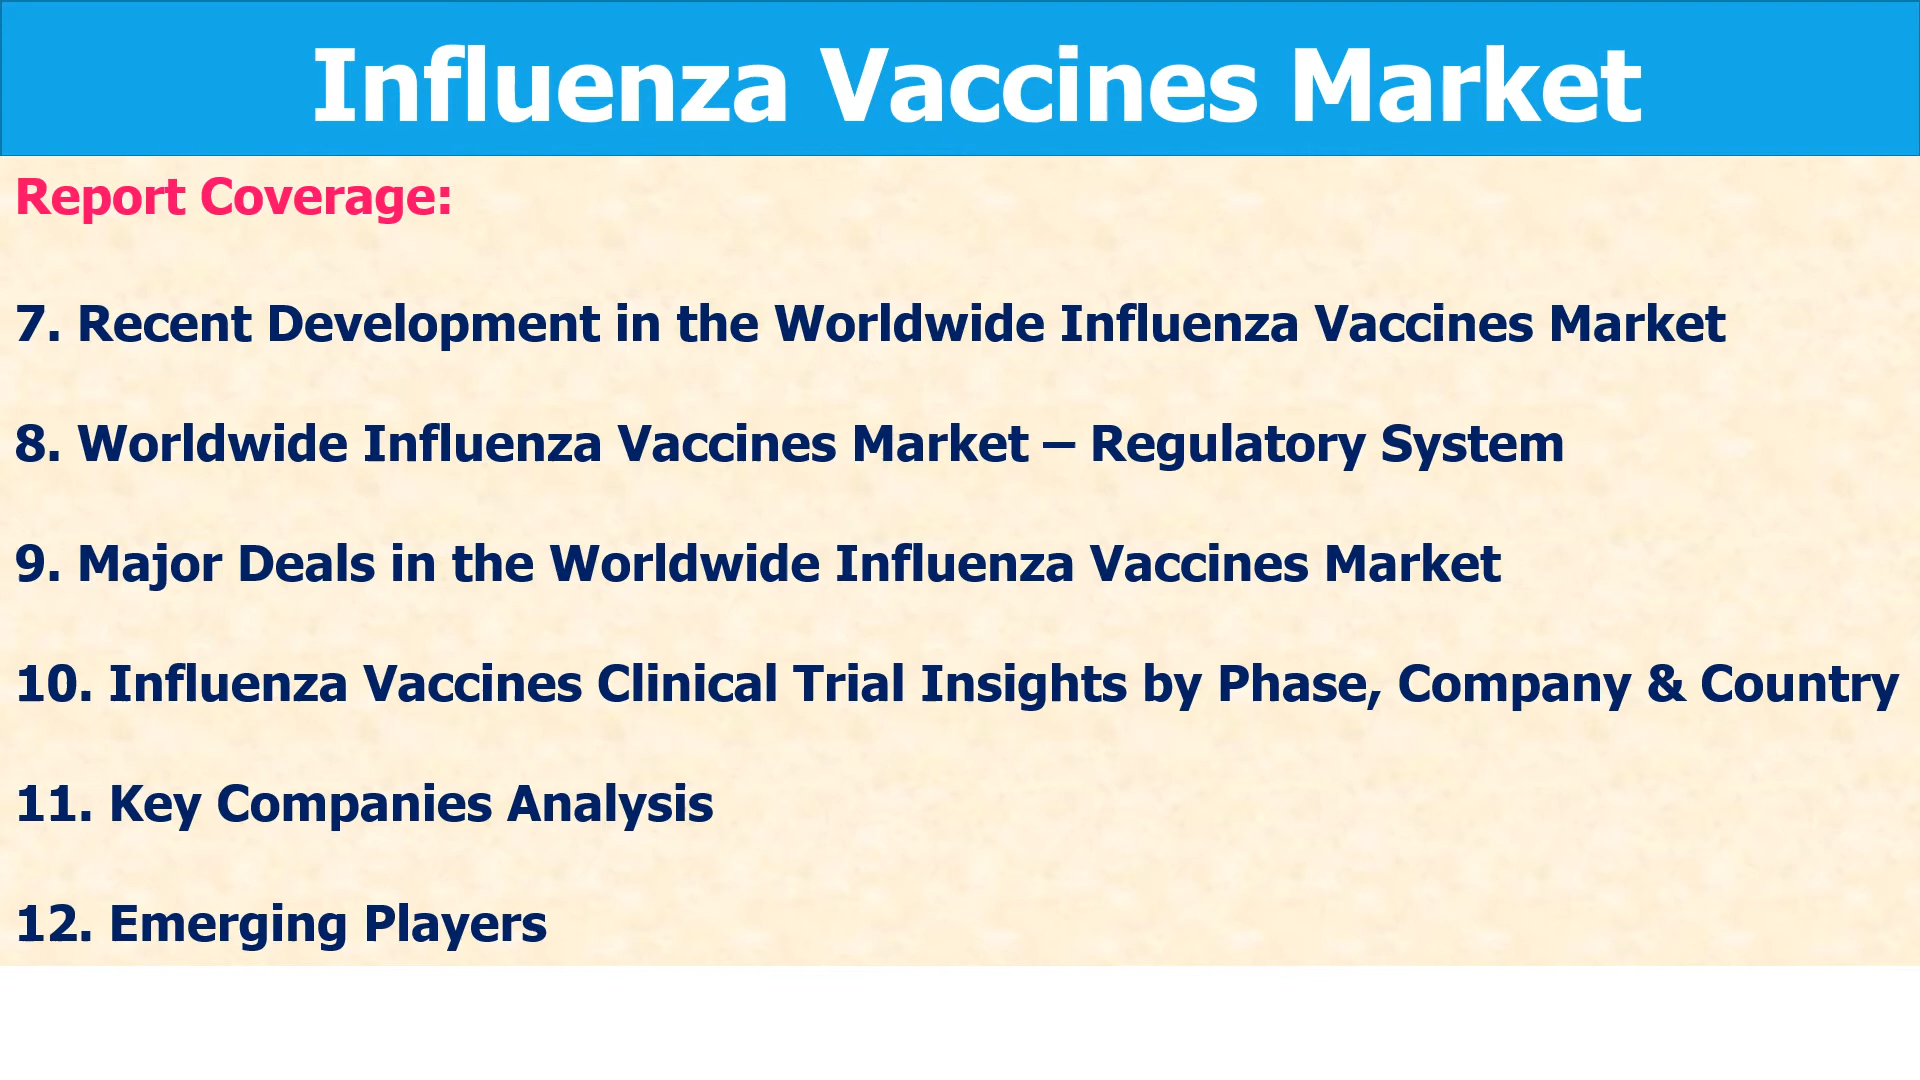 Influenza Vaccines Market
Report Coverage:
7. Recent Development in the Worldwide Influenza Vaccines Market
8. Worldwide Influenza Vaccines Market – Regulatory System
9. Major Deals in the Worldwide Influenza Vaccines Market
10. Influenza Vaccines Clinical Trial Insights by Phase, Company & Country
11. Key Companies Analysis
12. Emerging Players